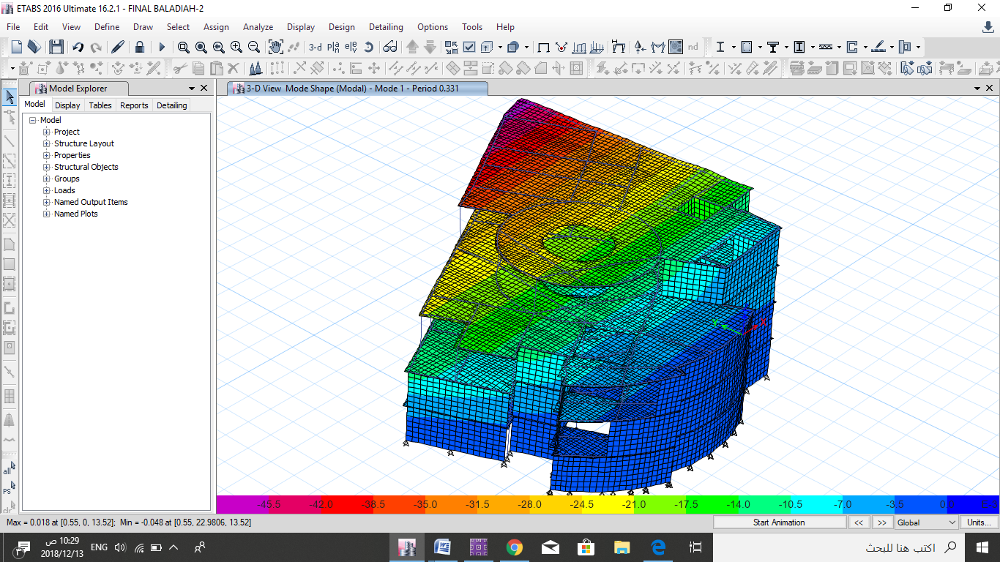 ETABS 2016 Ultimate 16.2.1 - FINAL BALADIAH-2
File Edit View Define Draw Select Assign Analyze Display Design Detailing Options Tools Help
3-d nd
Model Explorer
3-D View Mode Shape (Modal) - Mode 1 - Period 0.331
Model Display Tables Reports Detailing
Model
Project
Structure Layout
Properties
Structural Objects
Groups
Loads
Named Output Items
Named Plots
all
PS
clr
Y X
-45.5 -42.0 -38.5 -35.0 -31.5 -28.0 -24.5 -21.0 -17.5 -14.0 -10.5 -7.0 -3.5 0.0 E-3
Max = 0.018 at [0.55, 0, 13.52]; Min = -0.048 at [0.55, 22.9806, 13.52]
Start Animation << >> Global Units...
٣ 10:29 ص ENG
2018/12/13
اكتب هنا للبحث